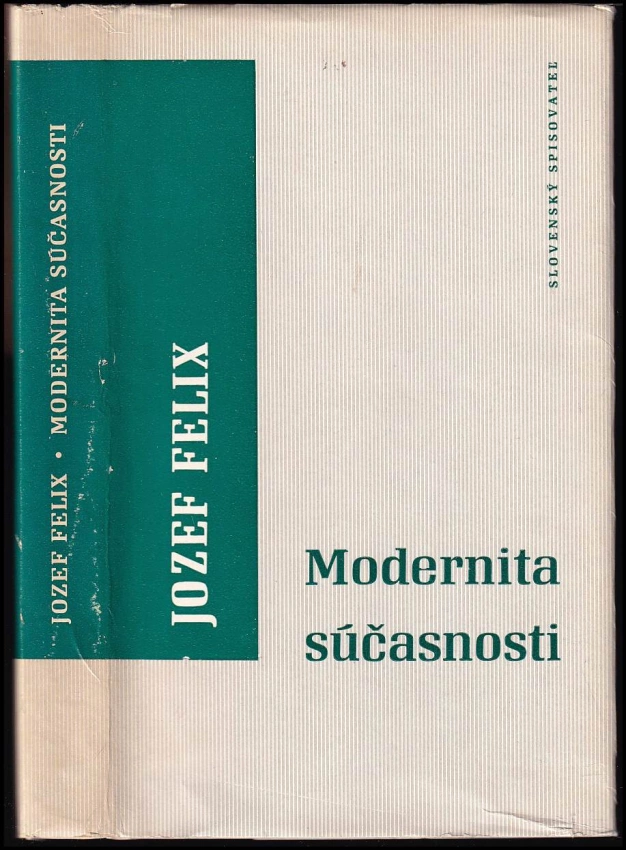 JOZEF FELIX • MODERNITA SÚČASNOSTI
JOZEF FELIX
SLOVENSKÝ SPISOVATEĽ
Modernita
súčasnosti